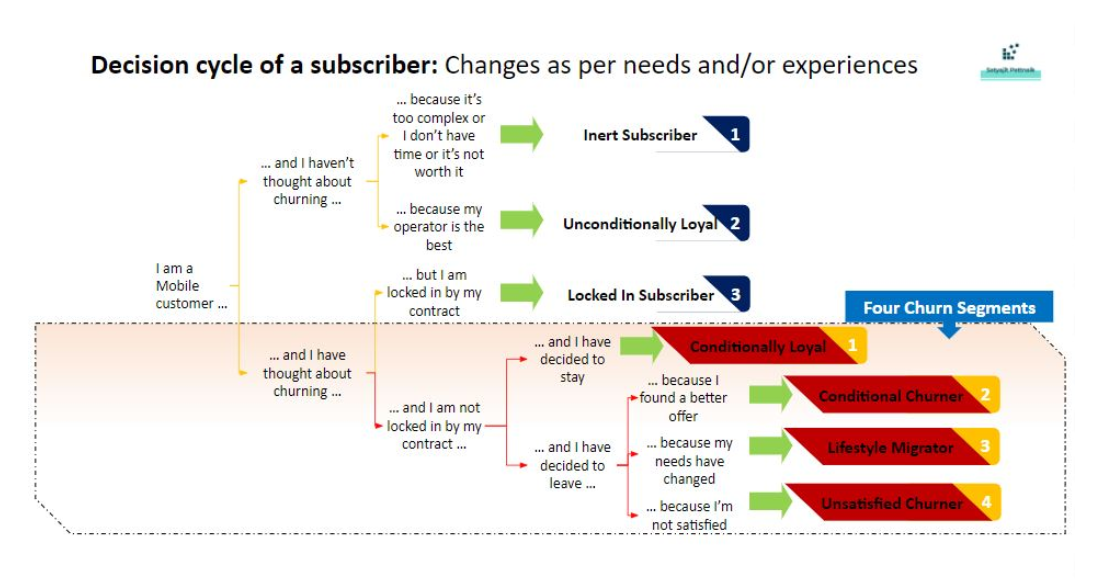 Decision cycle of a subscriber: Changes as per needs and/or experiences
Satyajit Pattnaik
... because it's
too complex or
I don't have
time or it's not
worth it
Inert Subscriber 1
... and I haven't
thought about
churning ...
... because my
operator is the
best
Unconditionally Loyal 2
I am a
Mobile
customer ...
... but I am
locked in by my
contract
Locked In Subscriber 3
Four Churn Segments
... and I have
thought about
churning ...
... and I have
decided to
stay
Conditionally Loyal 1
... and I am not
locked in by my
contract ...
... because I
found a better
offer
Conditional Churner 2
... and I have
decided to
leave ...
... because my
needs have
changed
Lifestyle Migrator 3
... because I'm
not satisfied
Unsatisfied Churner 4